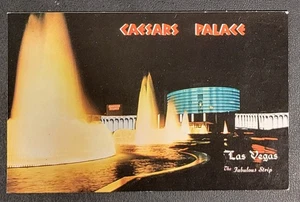 CAESARS PALACE
Las Vegas
The Fabulous Strip